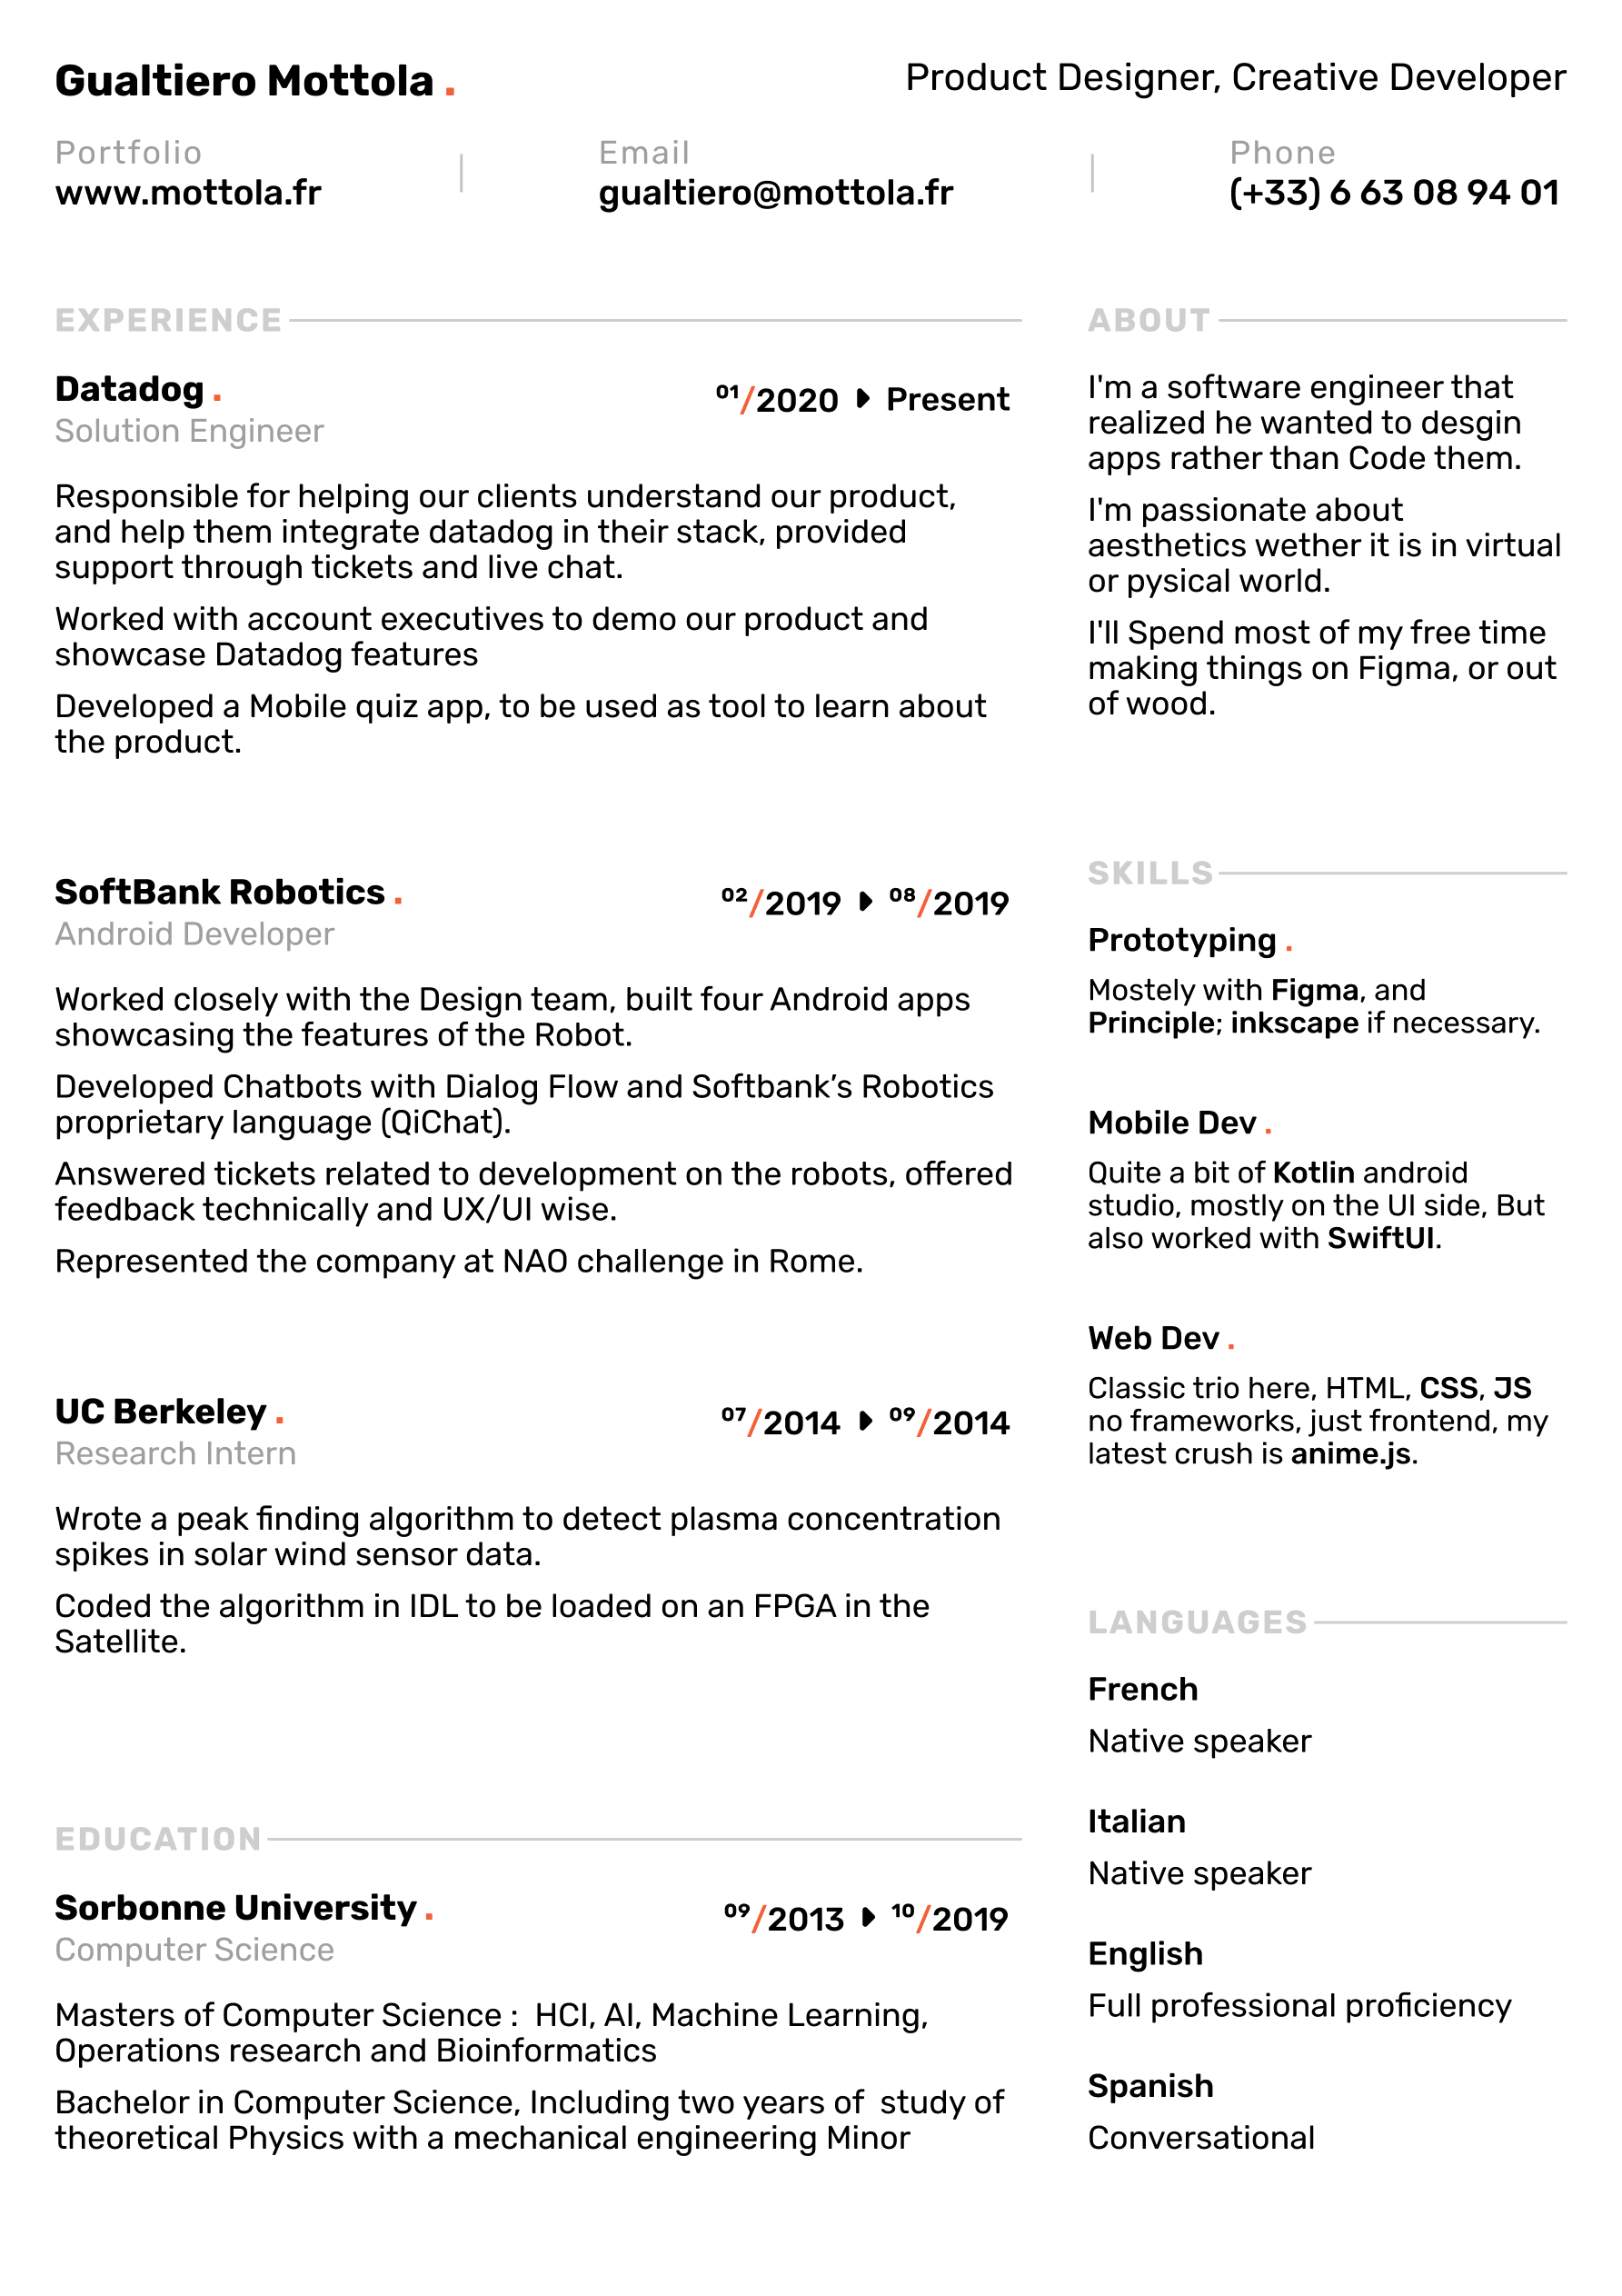 Gualtiero Mottola .
Product Designer, Creative Developer
Portfolio
www.mottola.fr
Email
gualtiero@mottola.fr
Phone
(+33) 6 63 08 94 01
EXPERIENCE
Datadog .
01/2020 Present
Solution Engineer
Responsible for helping our clients understand our product,
and help them integrate datadog in their stack, provided
support through tickets and live chat.
Worked with account executives to demo our product and
showcase Datadog features
Developed a Mobile quiz app, to be used as tool to learn about
the product.
SoftBank Robotics .
02/2019 08/2019
Android Developer
Worked closely with the Design team, built four Android apps
showcasing the features of the Robot.
Developed Chatbots with Dialog Flow and Softbank’s Robotics
proprietary language (QiChat).
Answered tickets related to development on the robots, offered
feedback technically and UX/UI wise.
Represented the company at NAO challenge in Rome.
UC Berkeley .
07/2014 09/2014
Research Intern
Wrote a peak finding algorithm to detect plasma concentration
spikes in solar wind sensor data.
Coded the algorithm in IDL to be loaded on an FPGA in the
Satellite.
EDUCATION
Sorbonne University .
09/2013 10/2019
Computer Science
Masters of Computer Science : HCI, AI, Machine Learning,
Operations research and Bioinformatics
Bachelor in Computer Science, Including two years of study of
theoretical Physics with a mechanical engineering Minor
ABOUT
I'm a software engineer that
realized he wanted to desgin
apps rather than Code them.
I'm passionate about
aesthetics wether it is in virtual
or pysical world.
I'll Spend most of my free time
making things on Figma, or out
of wood.
SKILLS
Prototyping .
Mostely with Figma, and
Principle; inkscape if necessary.
Mobile Dev .
Quite a bit of Kotlin android
studio, mostly on the UI side, But
also worked with SwiftUI.
Web Dev .
Classic trio here, HTML, CSS, JS
no frameworks, just frontend, my
latest crush is anime.js.
LANGUAGES
French
Native speaker
Italian
Native speaker
English
Full professional proficiency
Spanish
Conversational